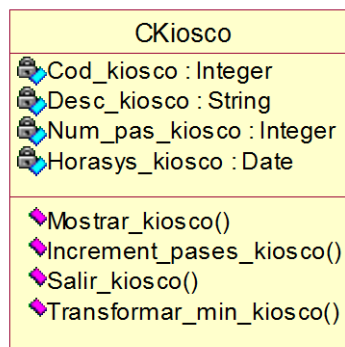 CKiosco
Cod_kiosco : Integer
Desc_kiosco : String
Num_pas_kiosco : Integer
Horasys_kiosco : Date
Mostrar_kiosco()
Increment_pases_kiosco()
Salir_kiosco()
Transformar_min_kiosco()